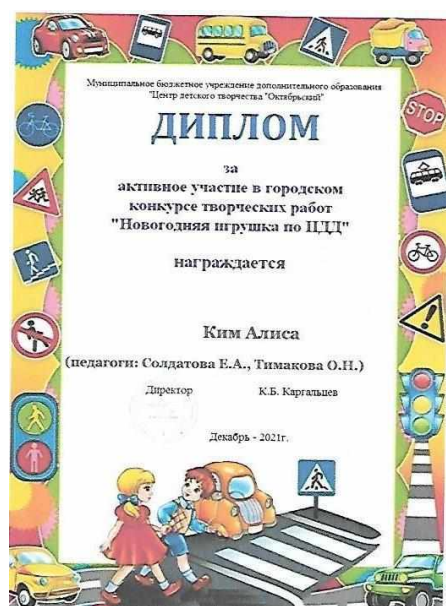 Муниципальное бюджетное учреждение дополнительного образования
"Центр детского творчества "Октябрьский"
ДИПЛОМ
за
активное участие в городском
конкурсе творческих работ
"Новогодняя игрушка по ПДД"
награждается
Ким Алиса
(педагоги: Солдатова Е.А., Тимакова О.Н.)
Директор К.Б. Каргальцев
Декабрь - 2021г.
STOP